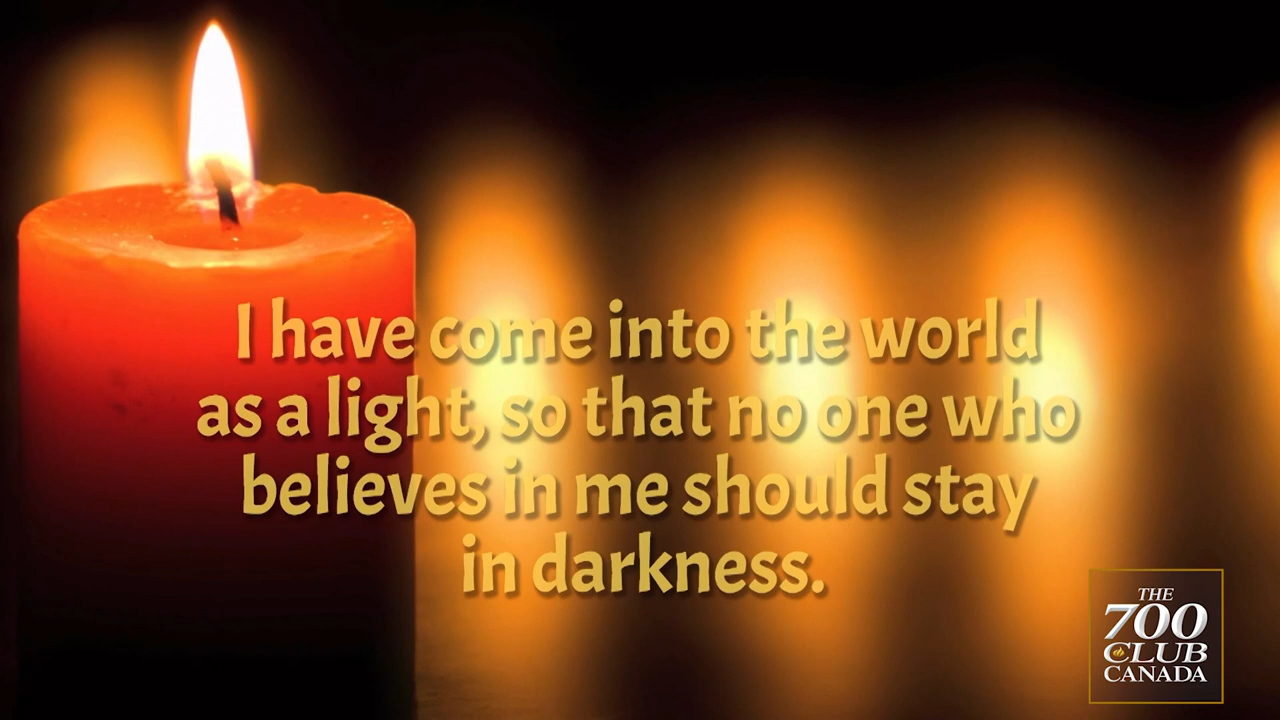 I have come into the world
as a light, so that no one who
believes in me should stay
in darkness.
THE
700
CLUB
CANADA